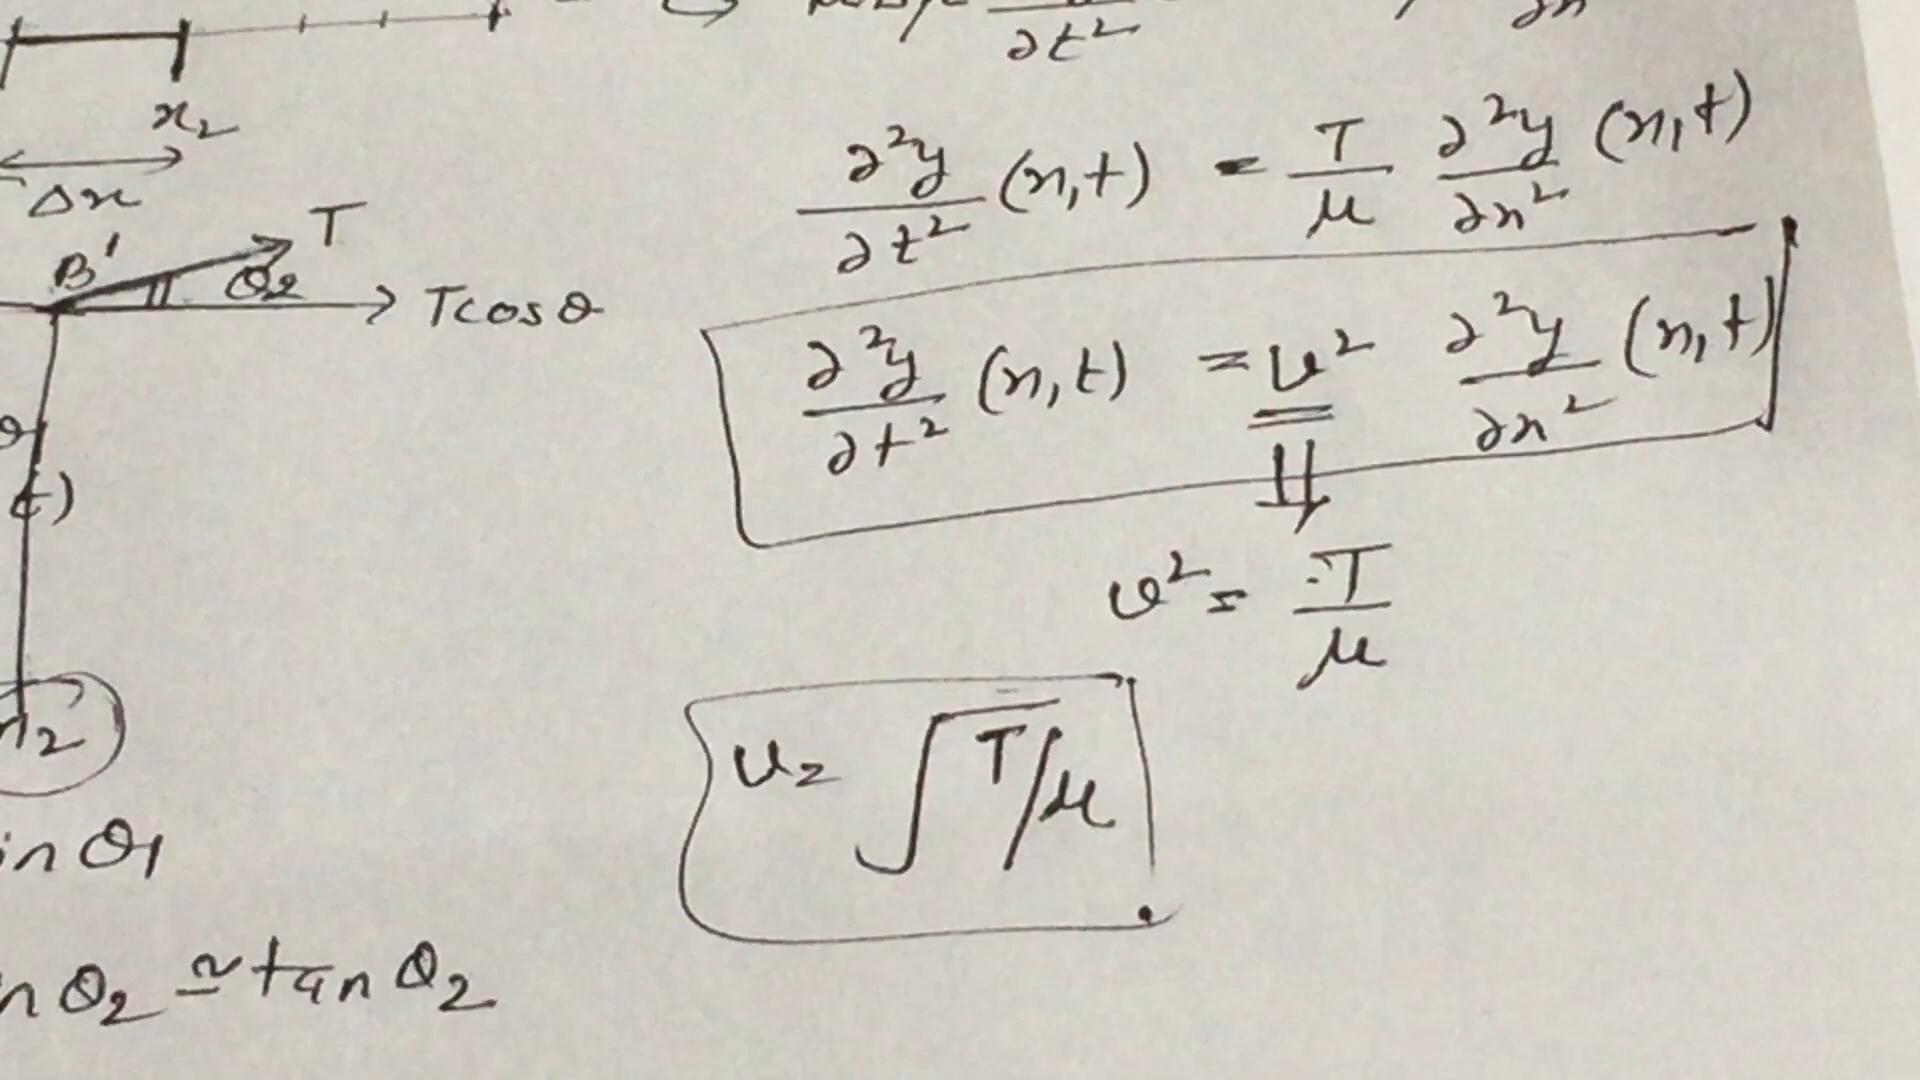 ∂t²
x₂
∂²y/∂t² (x,t) = T/μ ∂²y/∂x² (x,t)
Δx
T
B′ θ₂
Tcosθ
∂²y/∂t² (x,t) = v² ∂²y/∂x² (x,t)
v² = T/μ
v = √T/μ
in θ₁
n θ₂ ≃ tan θ₂